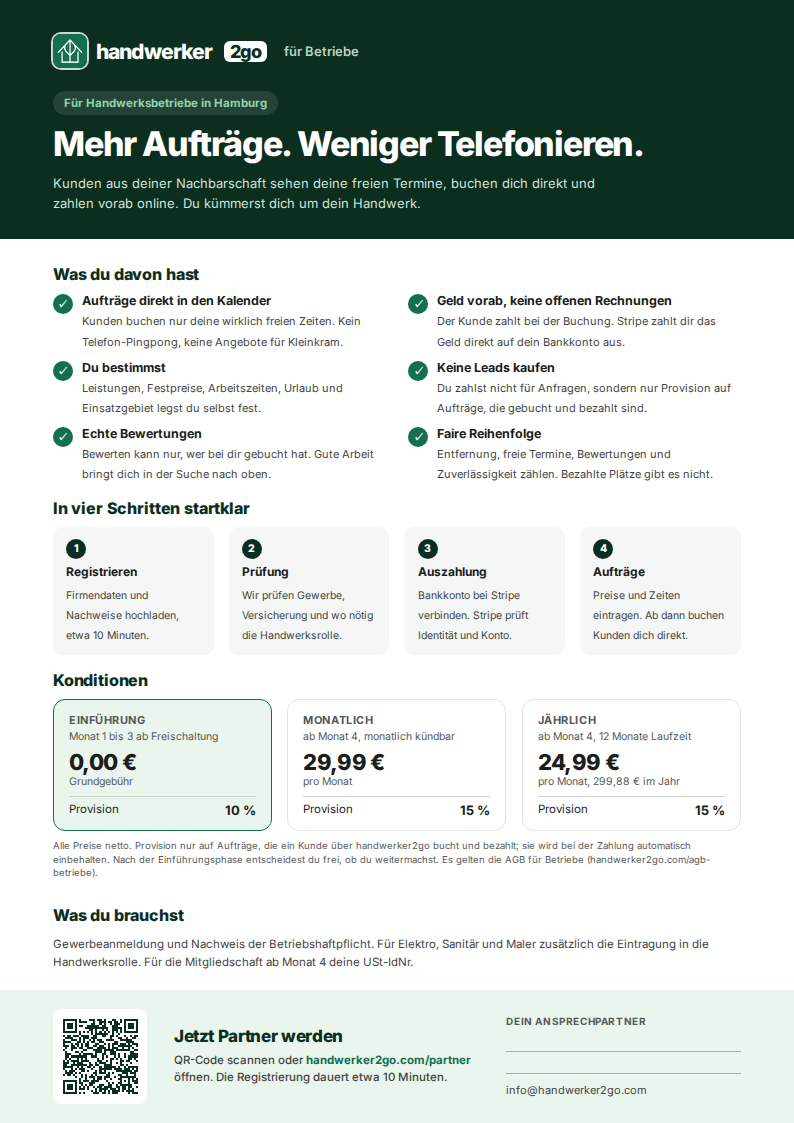 handwerker 2go für Betriebe
Für Handwerksbetriebe in Hamburg
Mehr Aufträge. Weniger Telefonieren.
Kunden aus deiner Nachbarschaft sehen deine freien Termine, buchen dich direkt und
zahlen vorab online. Du kümmerst dich um dein Handwerk.
Was du davon hast
Aufträge direkt in den Kalender
Kunden buchen nur deine wirklich freien Zeiten. Kein
Telefon-Pingpong, keine Angebote für Kleinkram.
Geld vorab, keine offenen Rechnungen
Der Kunde zahlt bei der Buchung. Stripe zahlt dir das
Geld direkt auf dein Bankkonto aus.
Du bestimmst
Leistungen, Festpreise, Arbeitszeiten, Urlaub und
Einsatzgebiet legst du selbst fest.
Keine Leads kaufen
Du zahlst nicht für Anfragen, sondern nur Provision auf
Aufträge, die gebucht und bezahlt sind.
Echte Bewertungen
Bewerten kann nur, wer bei dir gebucht hat. Gute Arbeit
bringt dich in der Suche nach oben.
Faire Reihenfolge
Entfernung, freie Termine, Bewertungen und
Zuverlässigkeit zählen. Bezahlte Plätze gibt es nicht.
In vier Schritten startklar
1
Registrieren
Firmendaten und
Nachweise hochladen,
etwa 10 Minuten.
2
Prüfung
Wir prüfen Gewerbe,
Versicherung und wo nötig
die Handwerksrolle.
3
Auszahlung
Bankkonto bei Stripe
verbinden. Stripe prüft
Identität und Konto.
4
Aufträge
Preise und Zeiten
eintragen. Ab dann buchen
Kunden dich direkt.
Konditionen
EINFÜHRUNG
Monat 1 bis 3 ab Freischaltung
0,00 €
Grundgebühr
Provision 10 %
MONATLICH
ab Monat 4, monatlich kündbar
29,99 €
pro Monat
Provision 15 %
JÄHRLICH
ab Monat 4, 12 Monate Laufzeit
24,99 €
pro Monat, 299,88 € im Jahr
Provision 15 %
Alle Preise netto. Provision nur auf Aufträge, die ein Kunde über handwerker2go bucht und bezahlt; sie wird bei der Zahlung automatisch
einbehalten. Nach der Einführungsphase entscheidest du frei, ob du weitermachst. Es gelten die AGB für Betriebe (handwerker2go.com/agb-
betriebe).
Was du brauchst
Gewerbeanmeldung und Nachweis der Betriebshaftpflicht. Für Elektro, Sanitär und Maler zusätzlich die Eintragung in die
Handwerksrolle. Für die Mitgliedschaft ab Monat 4 deine USt-IdNr.
Jetzt Partner werden
QR-Code scannen oder handwerker2go.com/partner
öffnen. Die Registrierung dauert etwa 10 Minuten.
DEIN ANSPRECHPARTNER
info@handwerker2go.com